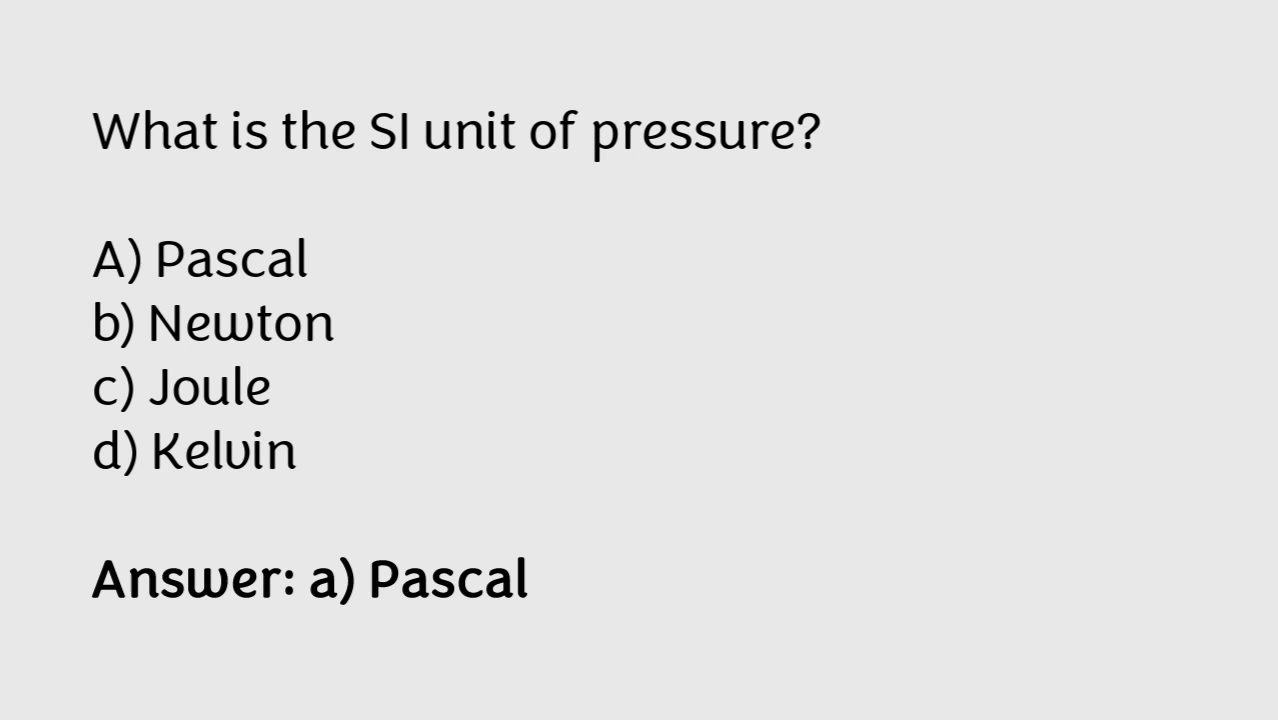 What is the SI unit of pressure?
A) Pascal
b) Newton
c) Joule
d) Kelvin
Answer: a) Pascal